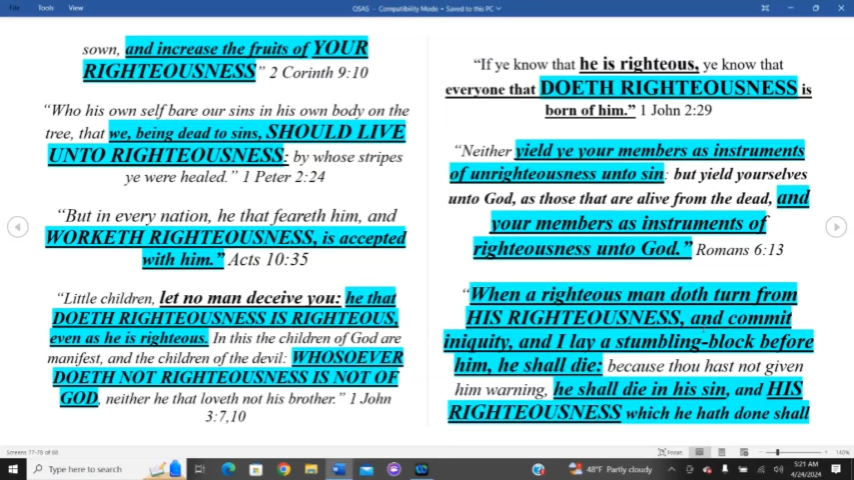 File Tools View
OSAS - Compatibility Mode • Saved to this PC
sown, and increase the fruits of YOUR
RIGHTEOUSNESS” 2 Corinth 9:10
“Who his own self bare our sins in his own body on the
tree, that we, being dead to sins, SHOULD LIVE
UNTO RIGHTEOUSNESS: by whose stripes
ye were healed.” 1 Peter 2:24
“But in every nation, he that feareth him, and
WORKETH RIGHTEOUSNESS, is accepted
with him.” Acts 10:35
“Little children, let no man deceive you: he that
DOETH RIGHTEOUSNESS IS RIGHTEOUS,
even as he is righteous. In this the children of God are
manifest, and the children of the devil: WHOSOEVER
DOETH NOT RIGHTEOUSNESS IS NOT OF
GOD, neither he that loveth not his brother.” 1 John
3:7,10
“If ye know that he is righteous, ye know that
everyone that DOETH RIGHTEOUSNESS is
born of him.” 1 John 2:29
“Neither yield ye your members as instruments
of unrighteousness unto sin: but yield yourselves
unto God, as those that are alive from the dead, and
your members as instruments of
righteousness unto God.” Romans 6:13
“When a righteous man doth turn from
HIS RIGHTEOUSNESS, and commit
iniquity, and I lay a stumbling-block before
him, he shall die: because thou hast not given
him warning, he shall die in his sin, and HIS
RIGHTEOUSNESS which he hath done shall
Screens 77-78 of 88
Focus
140%
Type here to search
48°F Partly cloudy
5:21 AM
4/24/2024